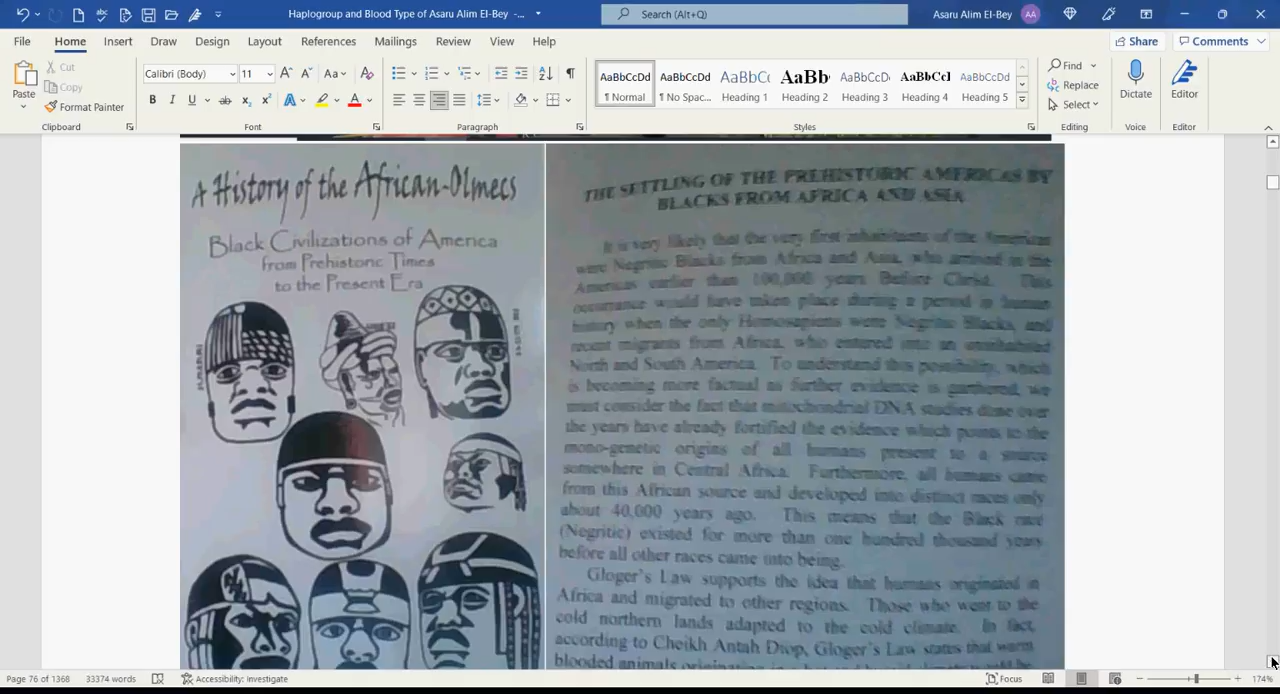 Haplogroup and Blood Type of Asaru Alim El-Bey -...
Search (Alt+Q)
Asaru Alim El-Bey
AA
File
Home
Insert
Draw
Design
Layout
References
Mailings
Review
View
Help
Share
Comments
Paste
Cut
Copy
Format Painter
Clipboard
Calibri (Body)
11
Font
Paragraph
AaBbCcDd
¶ Normal
AaBbCcDd
¶ No Spac...
AaBbCc
Heading 1
AaBb
Heading 2
AaBbCcDd
Heading 3
AaBbCcI
Heading 4
AaBbCcDd
Heading 5
Styles
Find
Replace
Select
Editing
Dictate
Voice
Editor
Editor
A History of the African-Olmecs
Black Civilizations of America
from Prehistoric Times
to the Present Era
THE SETTLING OF THE PREHISTORIC AMERICAS BY
BLACKS FROM AFRICA AND ASIA
It is very likely that the very first inhabitants of the Americas
were Negritic Blacks from Africa and Asia, who arrived in the
Americas earlier than 100,000 years Before Christ. This
occurrance would have taken place during a period in human
history when the only Homosapiens were Negritic Blacks, and
recent migrants from Africa, who entered into an uninhabited
North and South America. To understand this possibility, which
is becoming more factual as further evidence is gathered, we
must consider the fact that mitochondrial DNA studies done over
the years have already fortified the evidence which points to the
mono-genetic origins of all humans present to a source
somewhere in Central Africa. Furthermore, all humans came
from this African source and developed into distinct races only
about 40,000 years ago. This means that the Black race
(Negritic) existed for more than one hundred thousand years
before all other races came into being.
Gloger's Law supports the idea that humans originated in
Africa and migrated to other regions. Those who went to the
cold northern lands adapted to the cold climate. In fact,
according to Cheikh Antah Diop, Gloger's Law states that warm
blooded animals originating in a hot and humid climate would be
Page 76 of 1368
33374 words
Accessibility: Investigate
Focus
174%